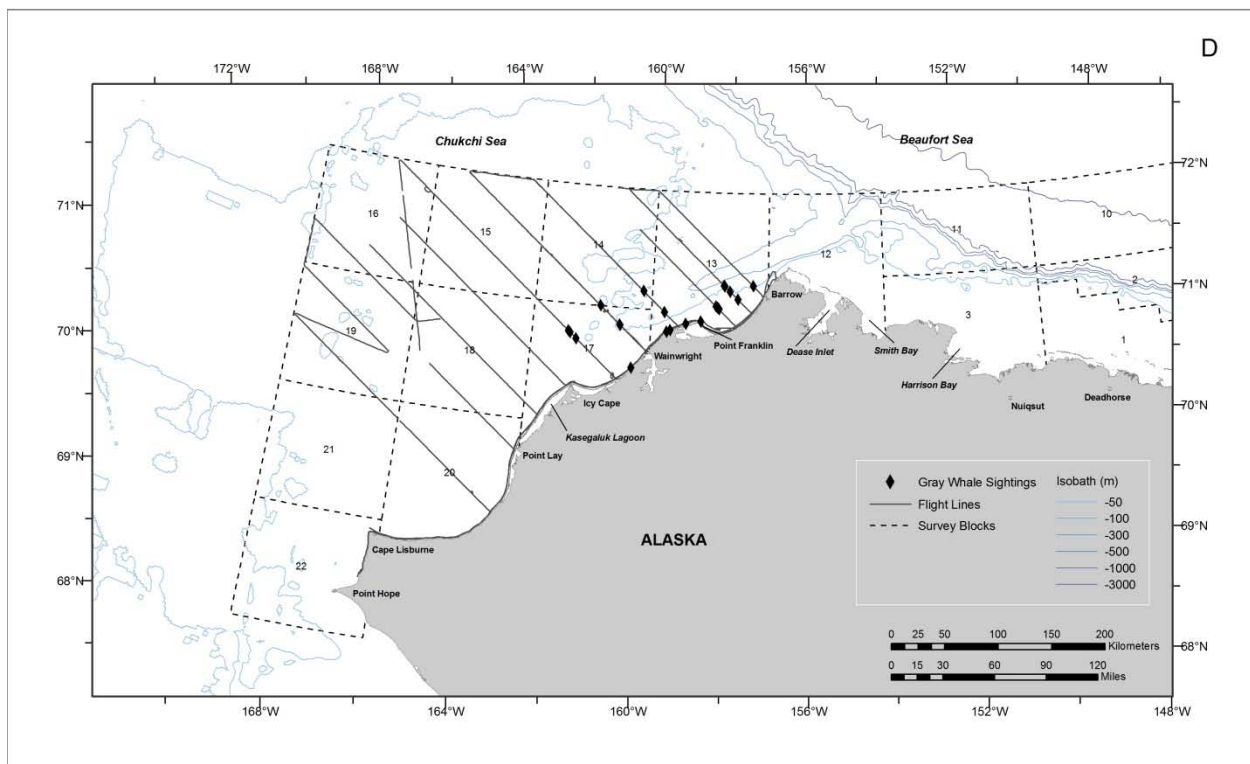 D
172°W 168°W 164°W 160°W 156°W 152°W 148°W
Chukchi Sea
Beaufort Sea
72°N
71°N
16
15
14
13
12
11
10
2
71°N
Barrow
70°N
19
18
17
Wainwright
Point Franklin
Dease Inlet
Smith Bay
3
1
Harrison Bay
Icy Cape
Nuiqsut
Deadhorse
70°N
Kasegaluk Lagoon
69°N
21
20
Point Lay
Gray Whale Sightings
Flight Lines
Survey Blocks
Isobath (m)
-50
-100
-300
-500
-1000
-3000
69°N
ALASKA
Cape Lisburne
22
68°N
Point Hope
0 25 50 100 150 200
Kilometers
68°N
0 15 30 60 90 120
Miles
168°W 164°W 160°W 156°W 152°W 148°W